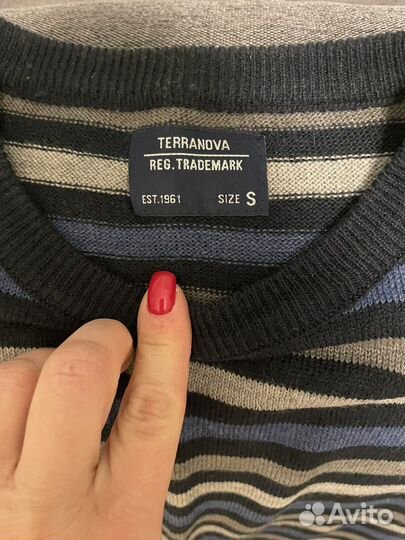 TERRANOVA
REG. TRADEMARK
EST.1961 SIZE S
Avito